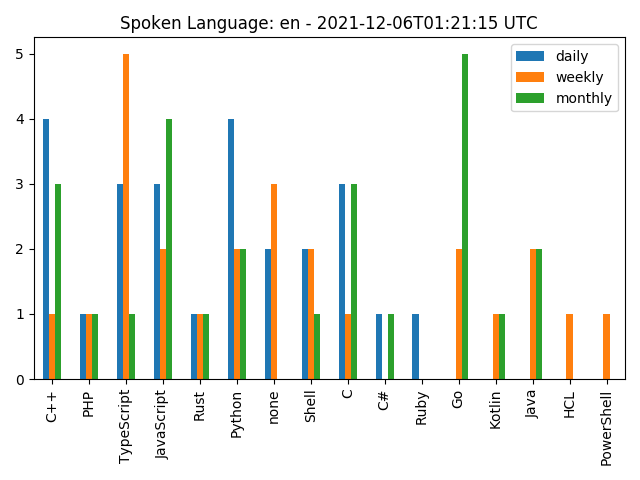 Spoken Language: en - 2021-12-06T01:21:15 UTC
daily
weekly
monthly
5
4
3
2
1
0
C++
PHP
TypeScript
JavaScript
Rust
Python
none
Shell
C
C#
Ruby
Go
Kotlin
Java
HCL
PowerShell